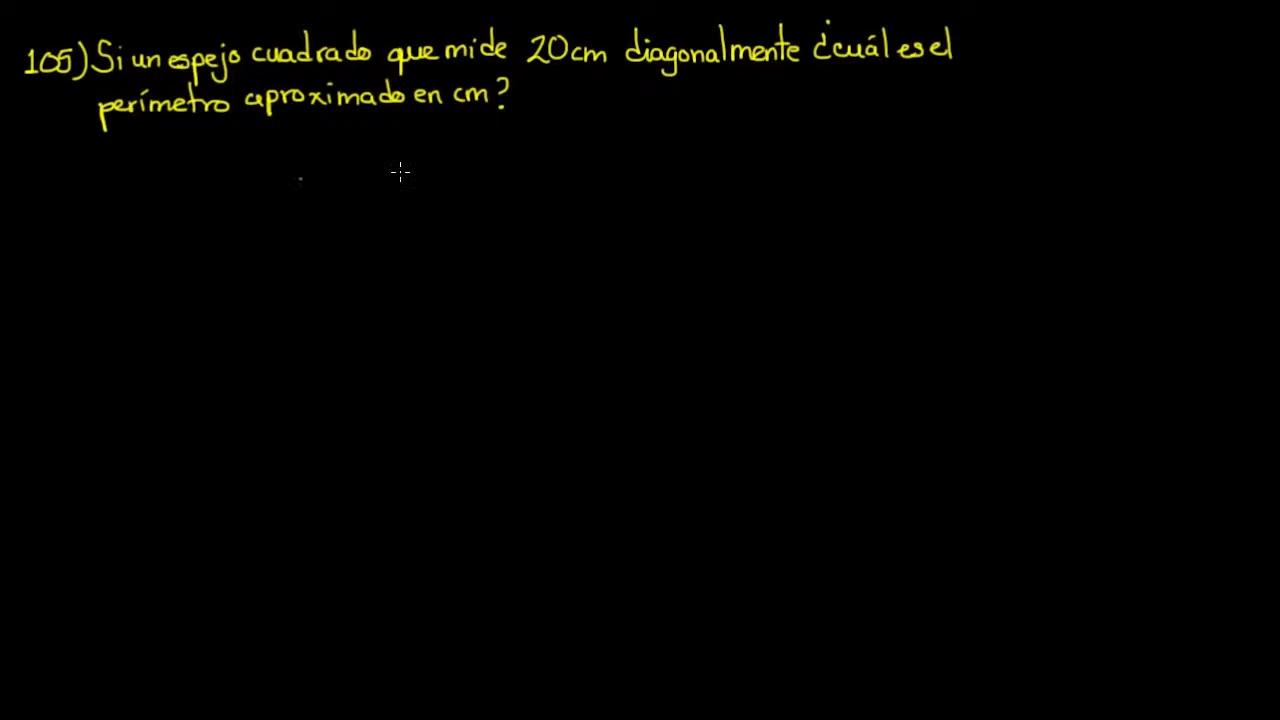 105) Si un espejo cuadrado que mide 20cm diagonalmente ¿cuál es el
perímetro aproximado en cm?